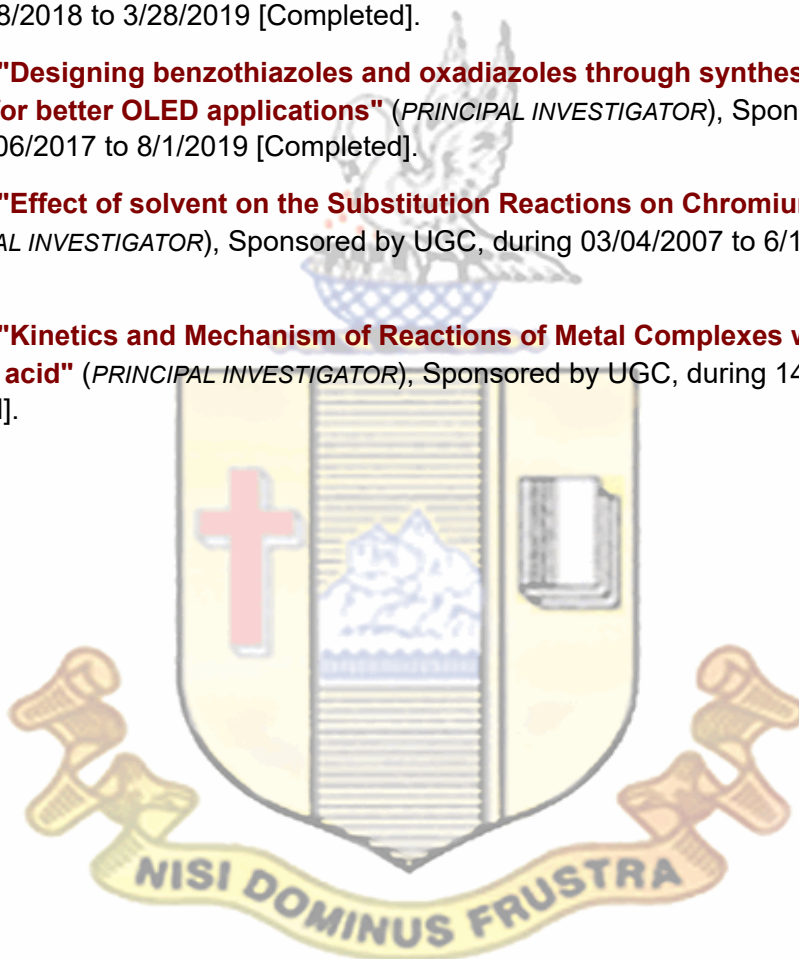 8/2018 to 3/28/2019 [Completed].
"Designing benzothiazoles and oxadiazoles through synthes
for better OLED applications" (PRINCIPAL INVESTIGATOR), Spon
06/2017 to 8/1/2019 [Completed].
"Effect of solvent on the Substitution Reactions on Chromiu
AL INVESTIGATOR), Sponsored by UGC, during 03/04/2007 to 6/1
"Kinetics and Mechanism of Reactions of Metal Complexes
acid" (PRINCIPAL INVESTIGATOR), Sponsored by UGC, during 14
].
NISI DOMINUS FRUSTRA